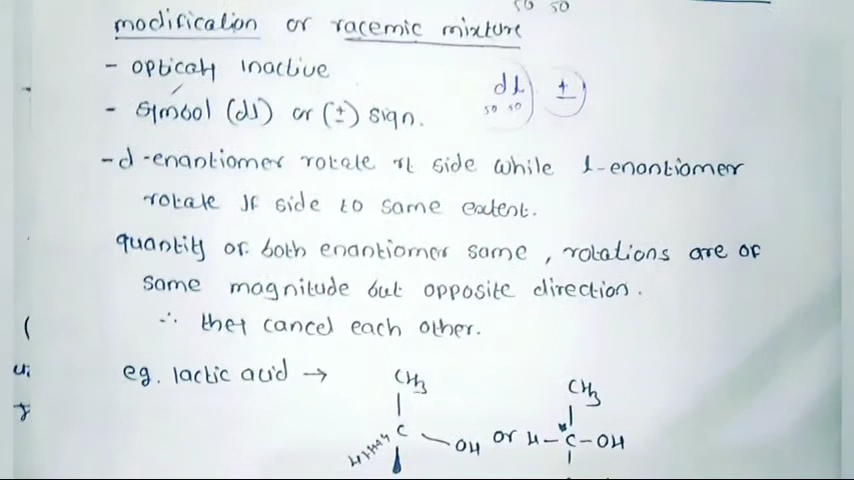 50 50
modification or racemic mixture
- optically inactive
dl ±
50 50
- Symbol (dl) or (±) sign.
- d-enantiomer rotate rt side while l-enantiomer
rotate lf side to same extent.
quantity of both enantiomer same, rotations are of
same magnitude but opposite direction.
∴ they cancel each other.
eg. lactic acid →
CH3 CH3
C OH or H-C-OH